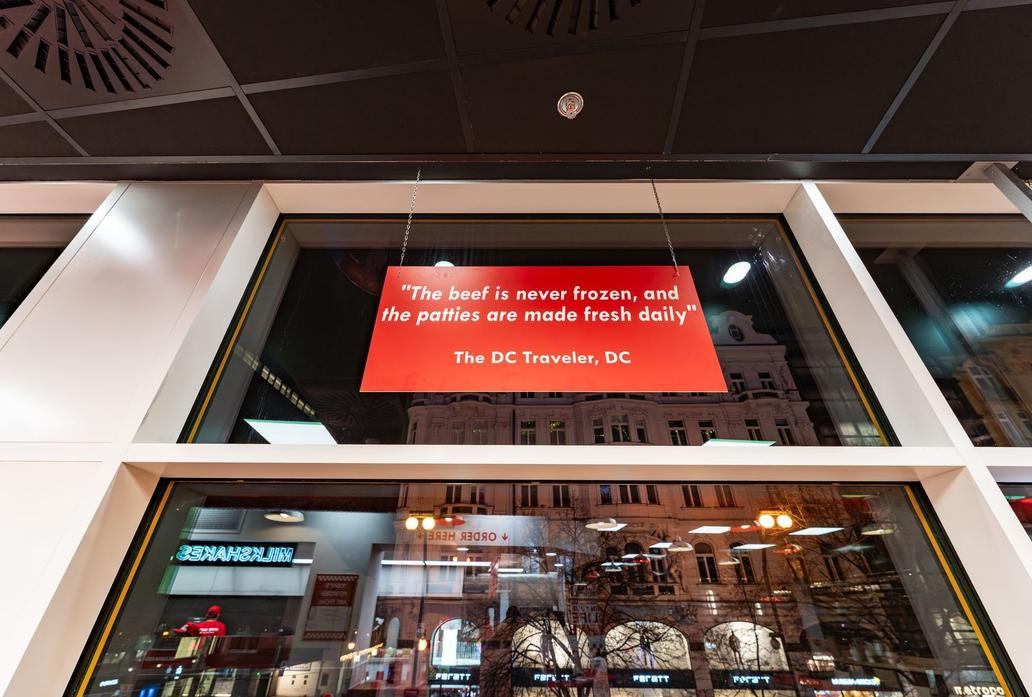 "The beef is never frozen, and
the patties are made fresh daily"
The DC Traveler, DC
MILKSHAKES
ORDER HERE